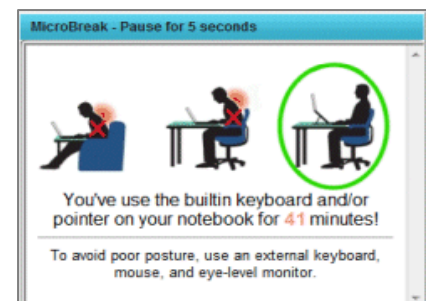 MicroBreak - Pause for 5 seconds
You've use the builtin keyboard and/or
pointer on your notebook for 41 minutes!
To avoid poor posture, use an external keyboard,
mouse, and eye-level monitor.